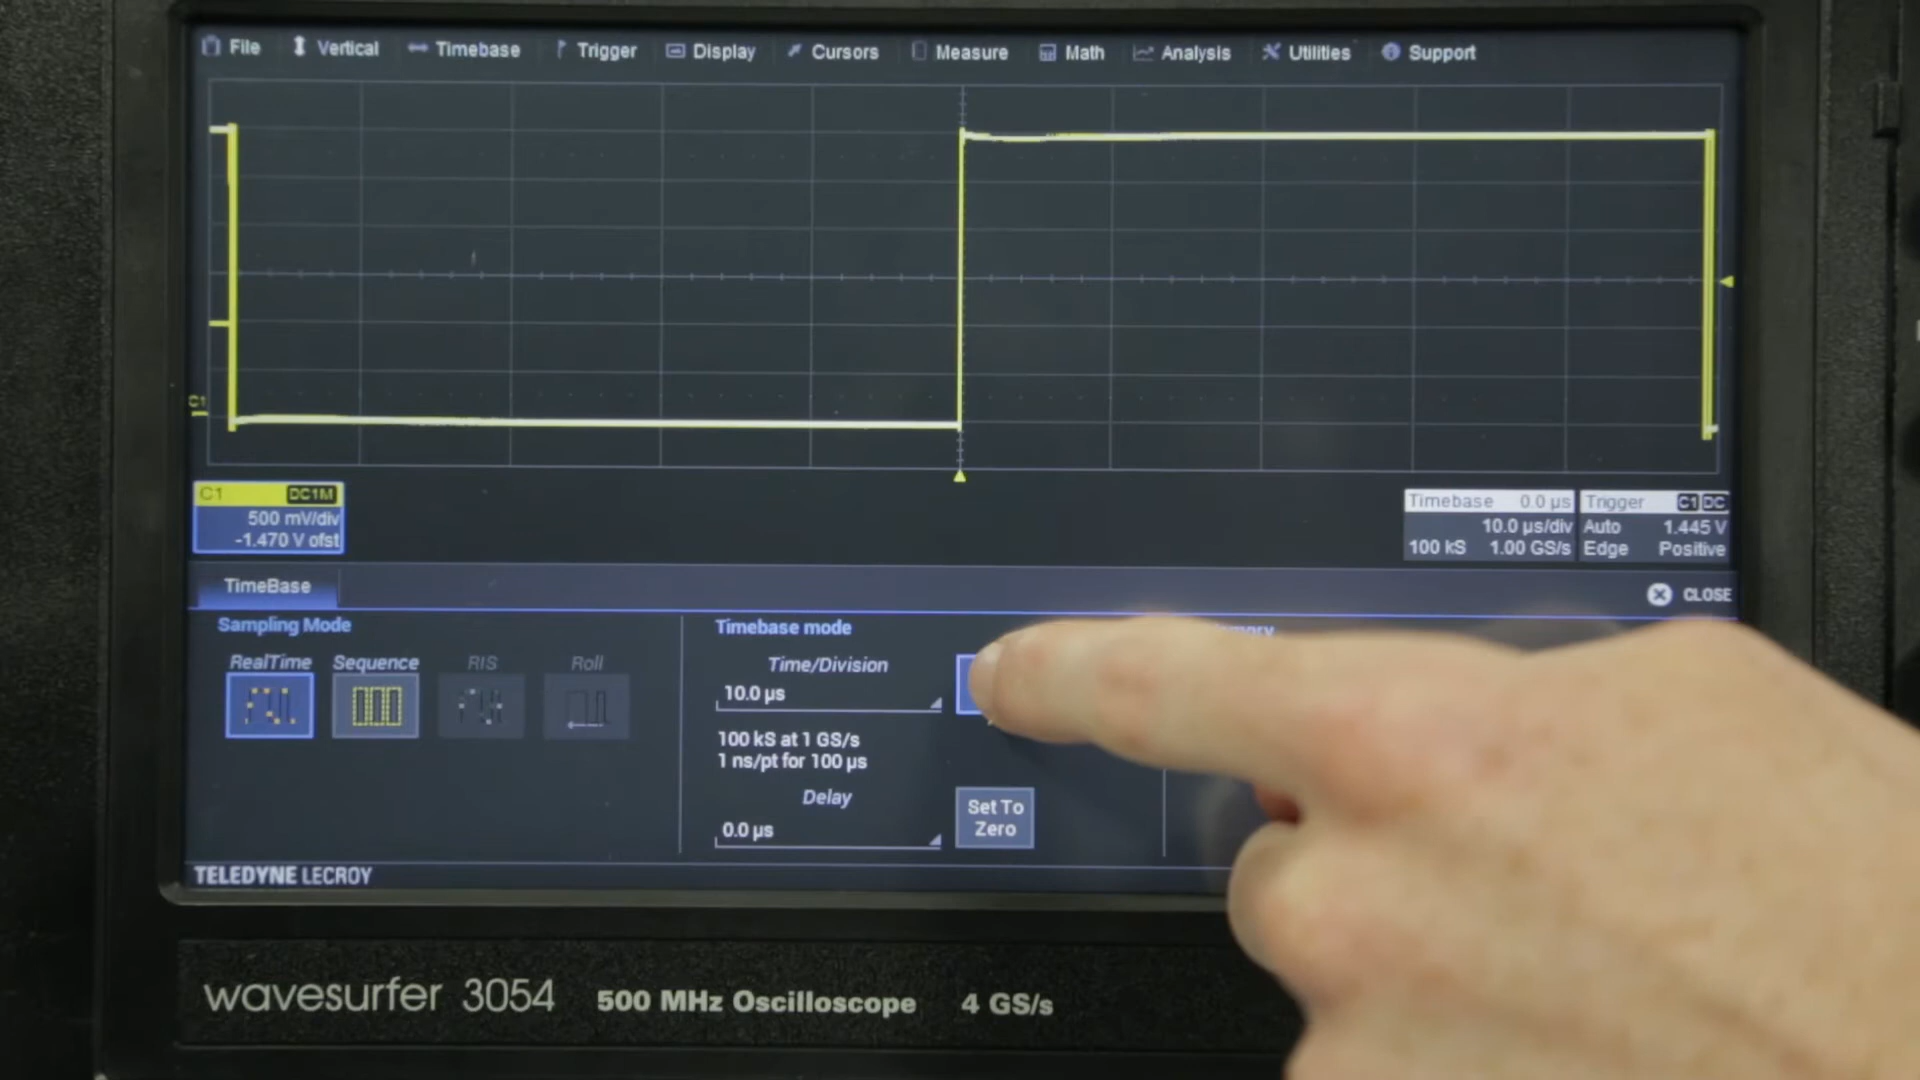 File Vertical Timebase Trigger Display Cursors Measure Math Analysis Utilities Support
C1
C1 DC1M
500 mV/div
-1.470 V ofst
Timebase 0.0 µs
10.0 µs/div
100 kS 1.00 GS/s
Trigger C1 DC
Auto 1.445 V
Edge Positive
TimeBase
CLOSE
Sampling Mode
RealTime Sequence RIS Roll
Timebase mode
Time/Division
10.0 µs
100 kS at 1 GS/s
1 ns/pt for 100 µs
Delay
0.0 µs
Set To
Zero
TELEDYNE LECROY
wavesurfer 3054 500 MHz Oscilloscope 4 GS/s